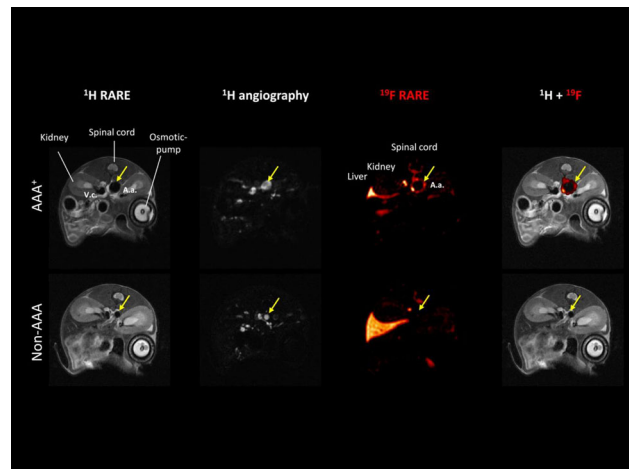 ¹H RARE
¹H angiography
¹⁹F RARE
¹H + ¹⁹F
Kidney
Spinal cord
Osmotic-
pump
V.c.
A.a.
Spinal cord
Kidney
Liver
A.a.
AAA⁺
Non-AAA